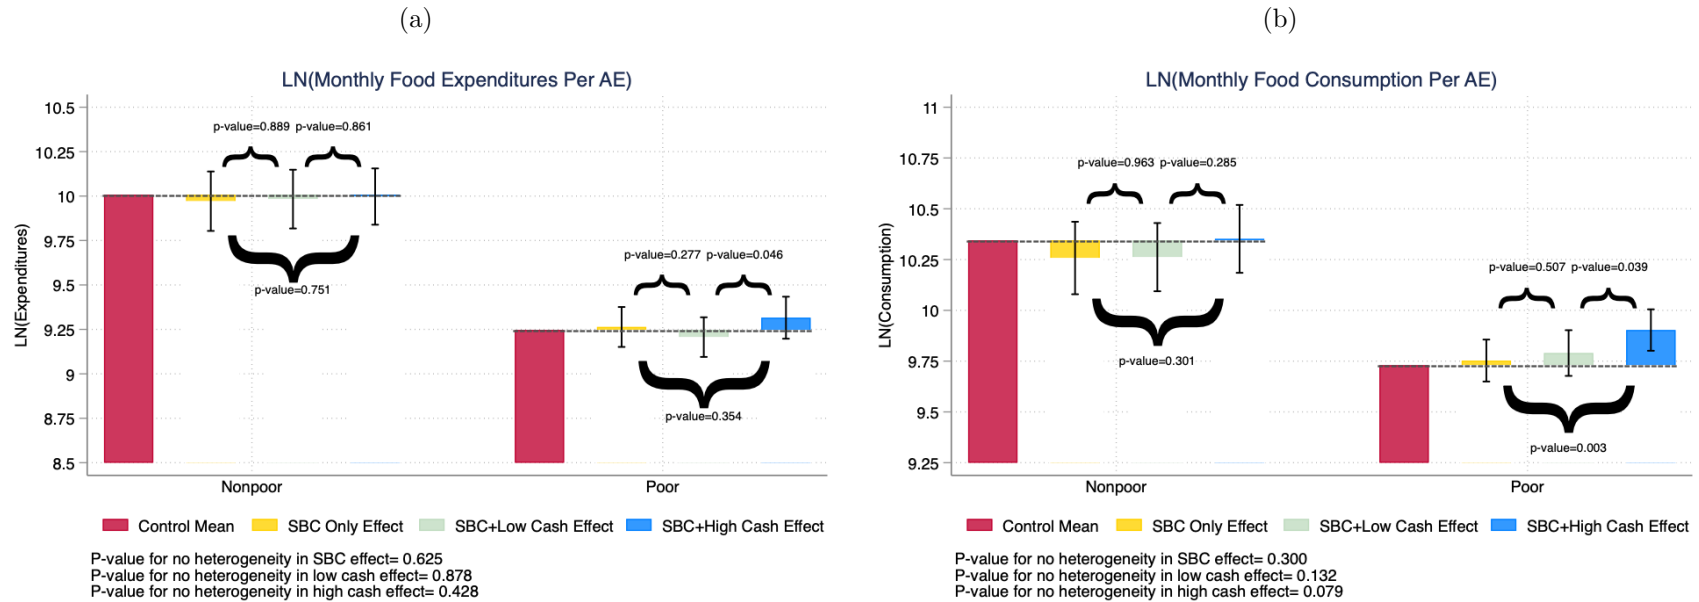 (a)
LN(Monthly Food Expenditures Per AE)
10.5
10.25
10
9.75
9.5
9.25
9
8.75
8.5
LN(Expenditures)
p-value=0.889 p-value=0.861
p-value=0.751
p-value=0.277 p-value=0.046
p-value=0.354
Nonpoor Poor
Control Mean SBC Only Effect SBC+Low Cash Effect SBC+High Cash Effect
P-value for no heterogeneity in SBC effect= 0.625
P-value for no heterogeneity in low cash effect= 0.878
P-value for no heterogeneity in high cash effect= 0.428
(b)
LN(Monthly Food Consumption Per AE)
11
10.75
10.5
10.25
10
9.75
9.5
9.25
LN(Consumption)
p-value=0.963 p-value=0.285
p-value=0.301
p-value=0.507 p-value=0.039
p-value=0.003
Nonpoor Poor
Control Mean SBC Only Effect SBC+Low Cash Effect SBC+High Cash Effect
P-value for no heterogeneity in SBC effect= 0.300
P-value for no heterogeneity in low cash effect= 0.132
P-value for no heterogeneity in high cash effect= 0.079